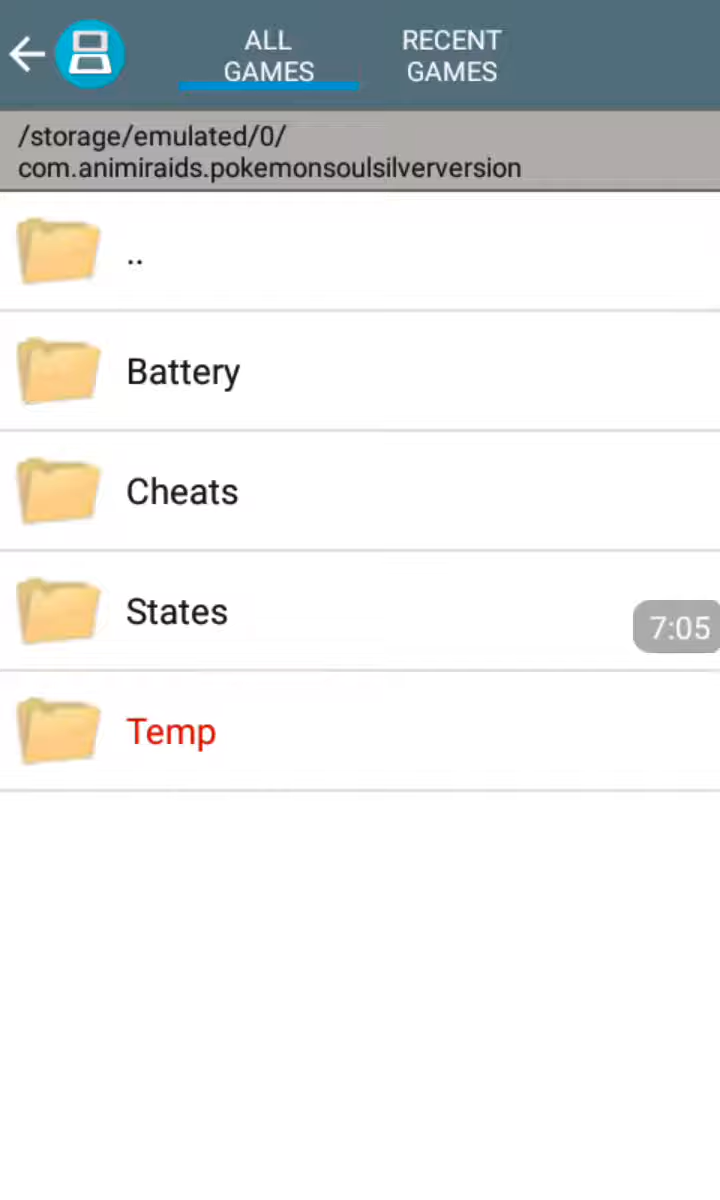 ALL
GAMES
RECENT
GAMES
/storage/emulated/0/
com.animiraids.pokemonsoulsilverversion
..
Battery
Cheats
States
7:05
Temp